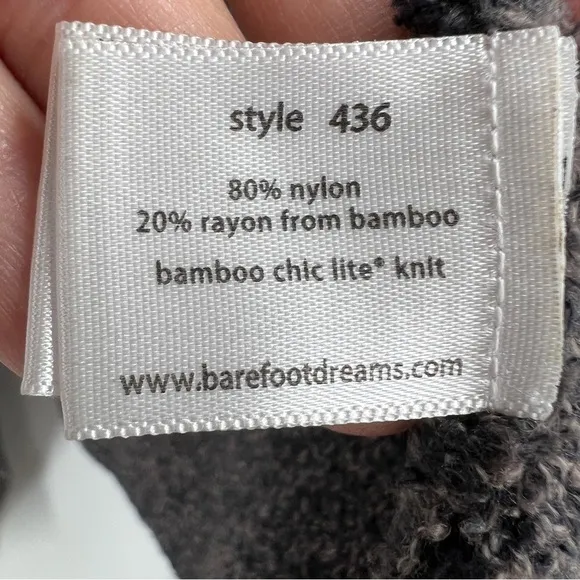 style 436
80% nylon
20% rayon from bamboo
bamboo chic lite® knit
www.barefootdreams.com